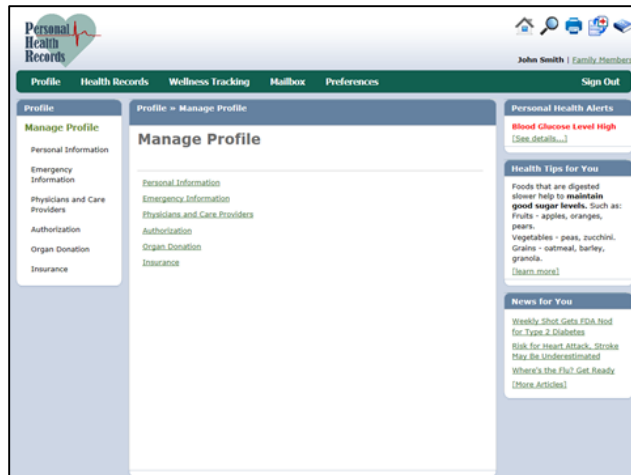 Personal
Health
Records
John Smith | Family Members
Profile Health Records Wellness Tracking Mailbox Preferences Sign Out
Profile
Manage Profile
Personal Information
Emergency
Information
Physicians and Care
Providers
Authorization
Organ Donation
Insurance
Profile » Manage Profile
Manage Profile
Personal Information
Emergency Information
Physicians and Care Providers
Authorization
Organ Donation
Insurance
Personal Health Alerts
Blood Glucose Level High
[See details...]
Health Tips for You
Foods that are digested
slower help to maintain
good sugar levels. Such as:
Fruits - apples, oranges,
pears.
Vegetables - peas, zucchini.
Grains - oatmeal, barley,
granola.
[learn more]
News for You
Weekly Shot Gets FDA Nod
for Type 2 Diabetes
Risk for Heart Attack, Stroke
May Be Underestimated
Where's the Flu? Get Ready
[More Articles]